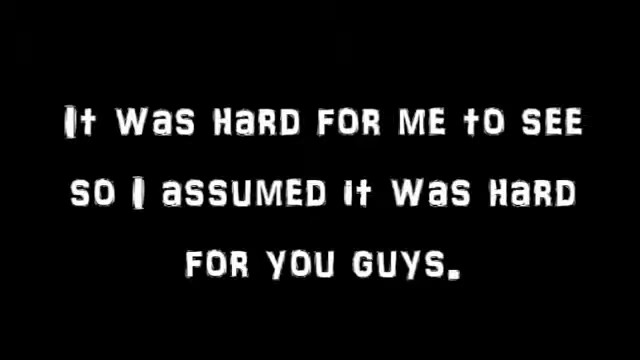 It was hard for me to see
so I assumed it was hard
for you guys.